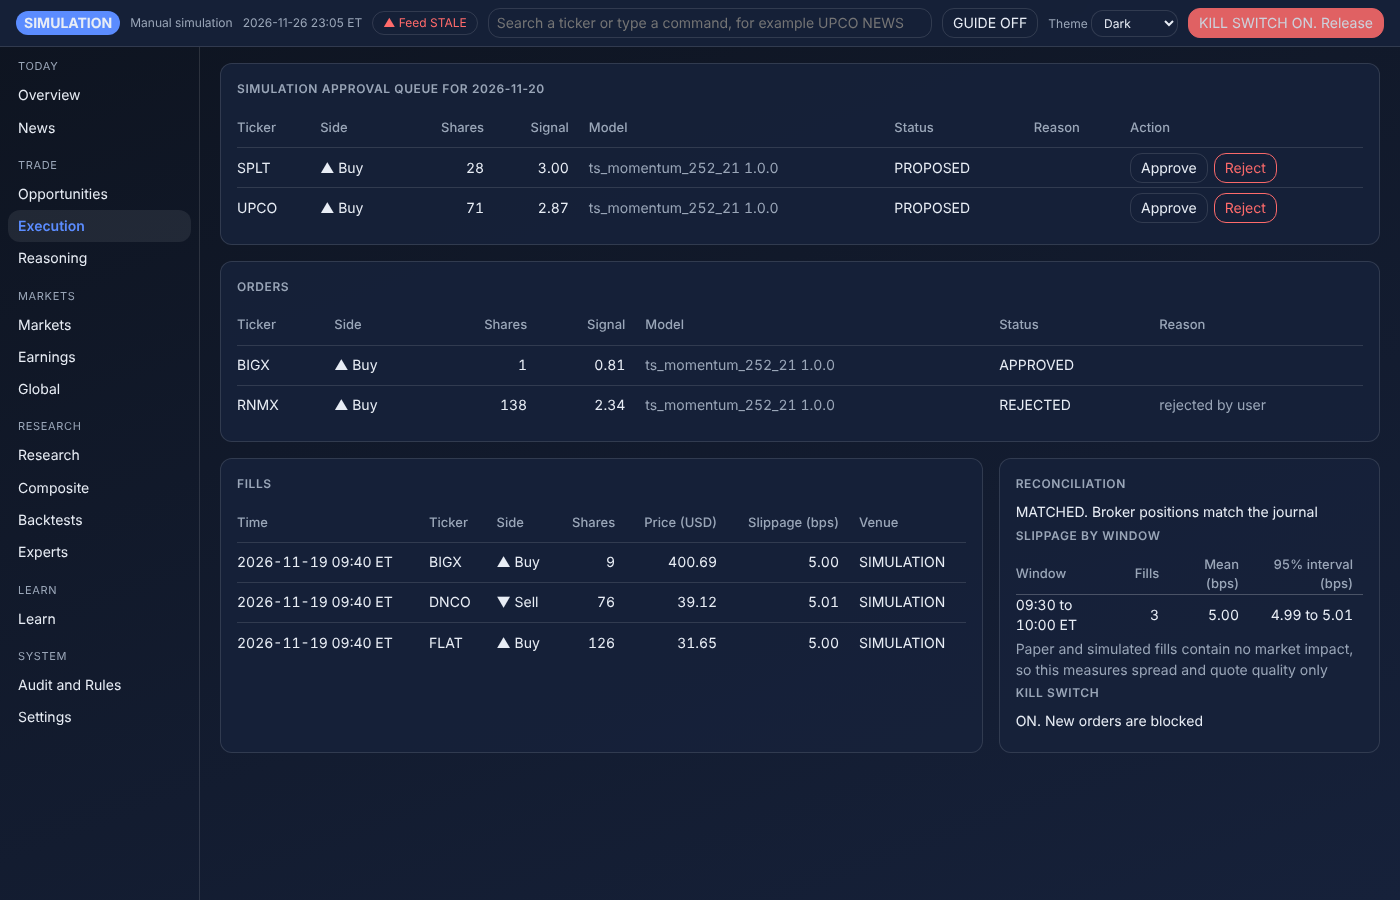 SIMULATION Manual simulation 2026-11-26 23:05 ET ▲ Feed STALE Search a ticker or type a command, for example UPCO NEWS GUIDE OFF Theme Dark KILL SWITCH ON. Release
TODAY
Overview
News
TRADE
Opportunities
Execution
Reasoning
MARKETS
Markets
Earnings
Global
RESEARCH
Research
Composite
Backtests
Experts
LEARN
Learn
SYSTEM
Audit and Rules
Settings
SIMULATION APPROVAL QUEUE FOR 2026-11-20
Ticker Side Shares Signal Model Status Reason Action
SPLT ▲ Buy 28 3.00 ts_momentum_252_21 1.0.0 PROPOSED Approve Reject
UPCO ▲ Buy 71 2.87 ts_momentum_252_21 1.0.0 PROPOSED Approve Reject
ORDERS
Ticker Side Shares Signal Model Status Reason
BIGX ▲ Buy 1 0.81 ts_momentum_252_21 1.0.0 APPROVED
RNMX ▲ Buy 138 2.34 ts_momentum_252_21 1.0.0 REJECTED rejected by user
FILLS
Time Ticker Side Shares Price (USD) Slippage (bps) Venue
2026-11-19 09:40 ET BIGX ▲ Buy 9 400.69 5.00 SIMULATION
2026-11-19 09:40 ET DNCO ▼ Sell 76 39.12 5.01 SIMULATION
2026-11-19 09:40 ET FLAT ▲ Buy 126 31.65 5.00 SIMULATION
RECONCILIATION
MATCHED. Broker positions match the journal
SLIPPAGE BY WINDOW
Window Fills Mean (bps) 95% interval (bps)
09:30 to 10:00 ET 3 5.00 4.99 to 5.01
Paper and simulated fills contain no market impact,
so this measures spread and quote quality only
KILL SWITCH
ON. New orders are blocked